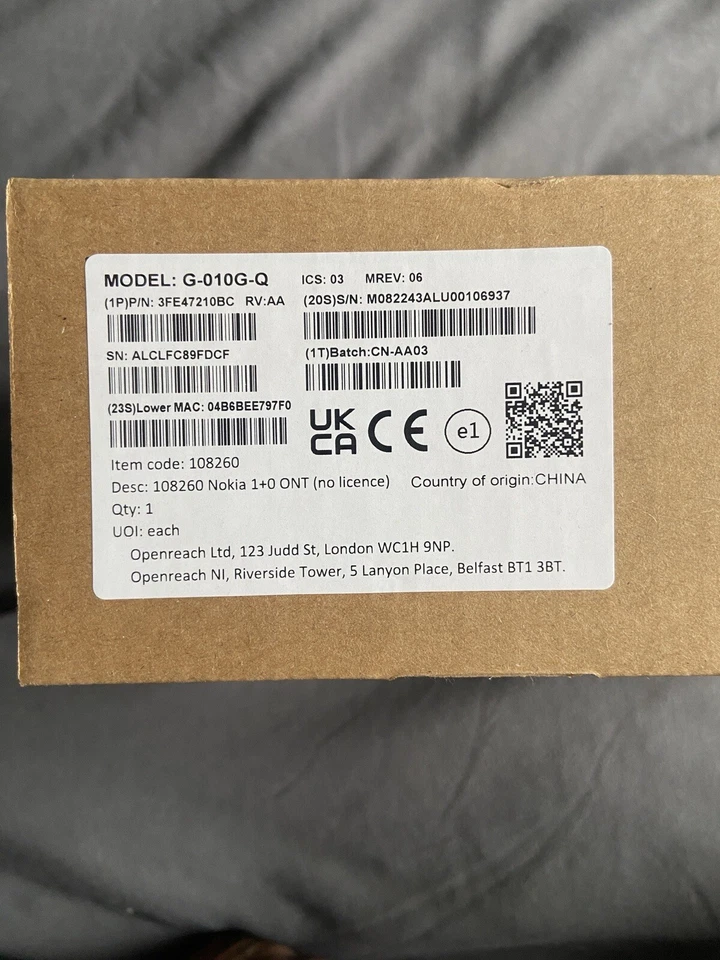 MODEL: G-010G-Q ICS: 03 MREV: 06
(1P)P/N: 3FE47210BC RV:AA (20S)S/N: M082243ALU00106937
SN: ALCLFC89FDCF (1T)Batch:CN-AA03
(23S)Lower MAC: 04B6BEE797F0
UK
CA CE e1
Item code: 108260
Desc: 108260 Nokia 1+0 ONT (no licence) Country of origin:CHINA
Qty: 1
UOI: each
Openreach Ltd, 123 Judd St, London WC1H 9NP.
Openreach NI, Riverside Tower, 5 Lanyon Place, Belfast BT1 3BT.